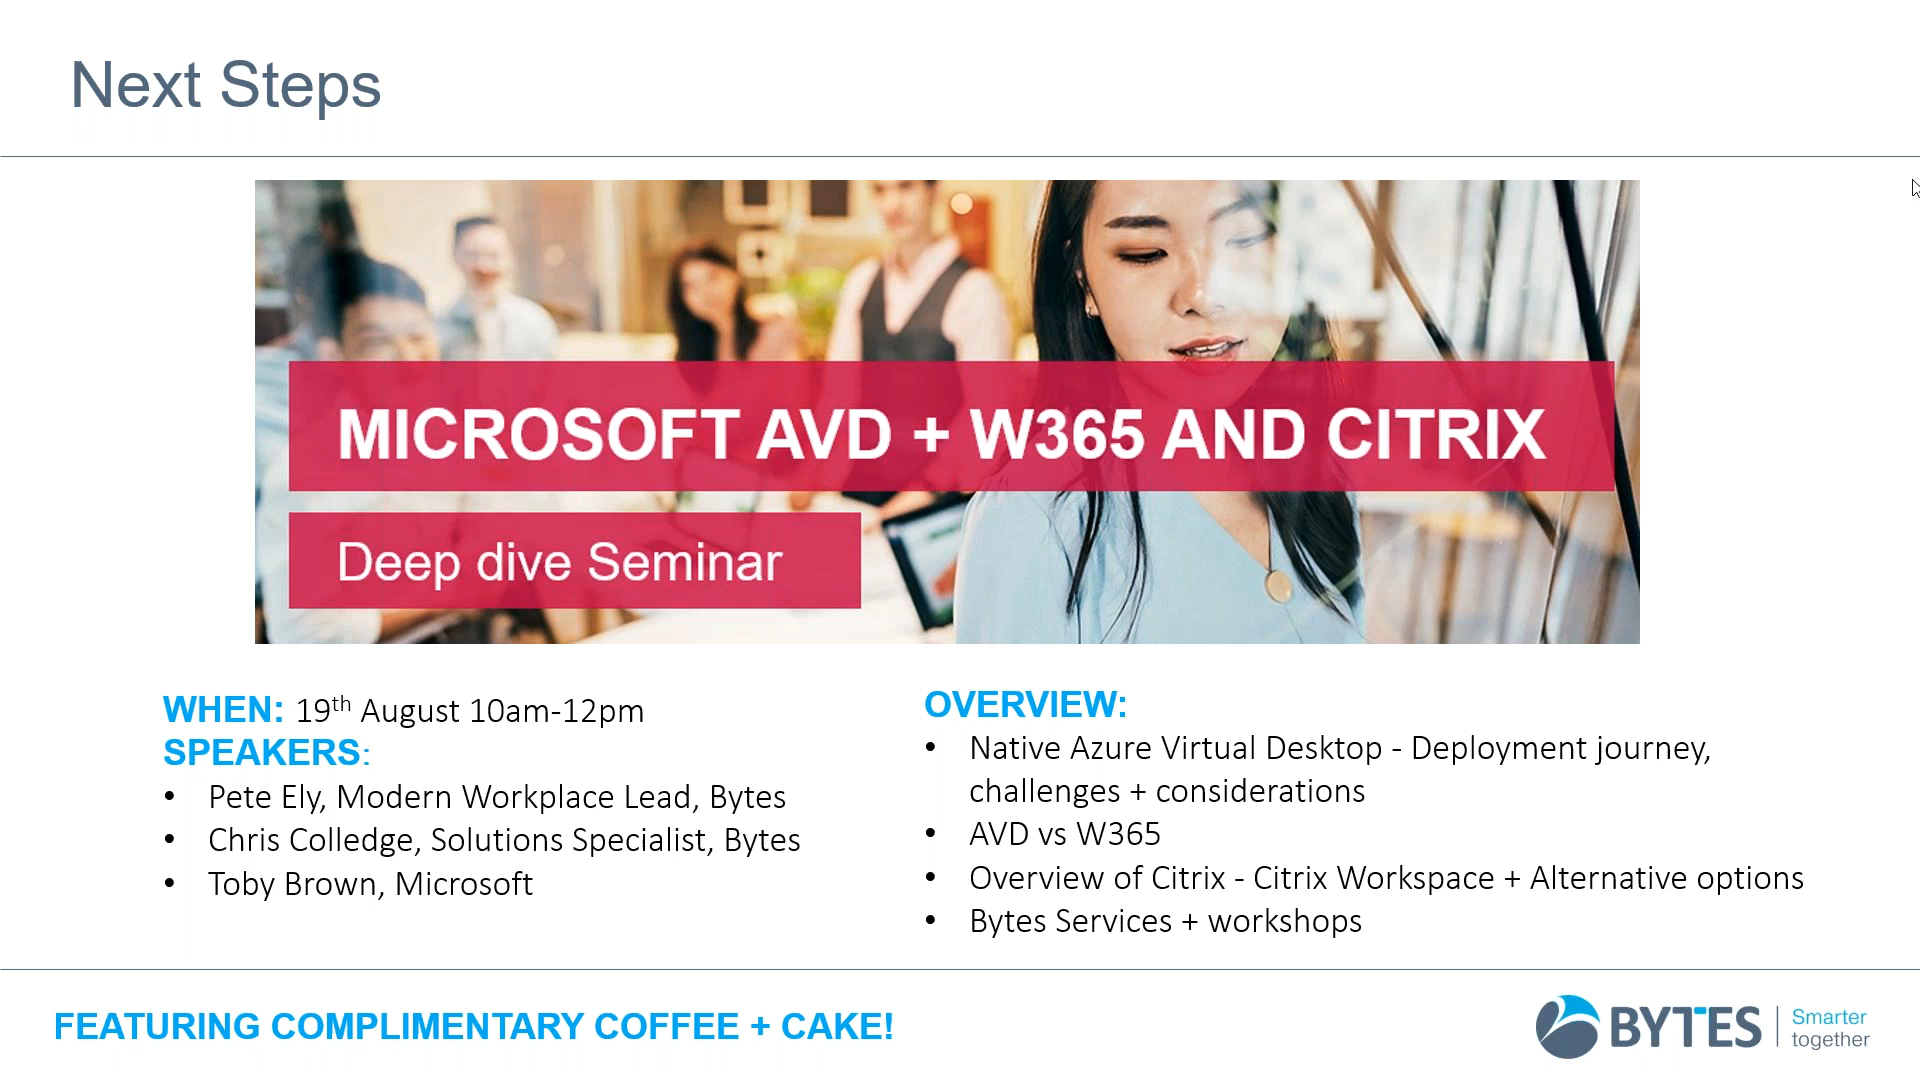 Next Steps
MICROSOFT AVD + W365 AND CITRIX
Deep dive Seminar
WHEN: 19th August 10am-12pm
SPEAKERS:
• Pete Ely, Modern Workplace Lead, Bytes
• Chris Colledge, Solutions Specialist, Bytes
• Toby Brown, Microsoft
OVERVIEW:
• Native Azure Virtual Desktop - Deployment journey,
challenges + considerations
• AVD vs W365
• Overview of Citrix - Citrix Workspace + Alternative options
• Bytes Services + workshops
FEATURING COMPLIMENTARY COFFEE + CAKE!
BYTES
Smarter
together